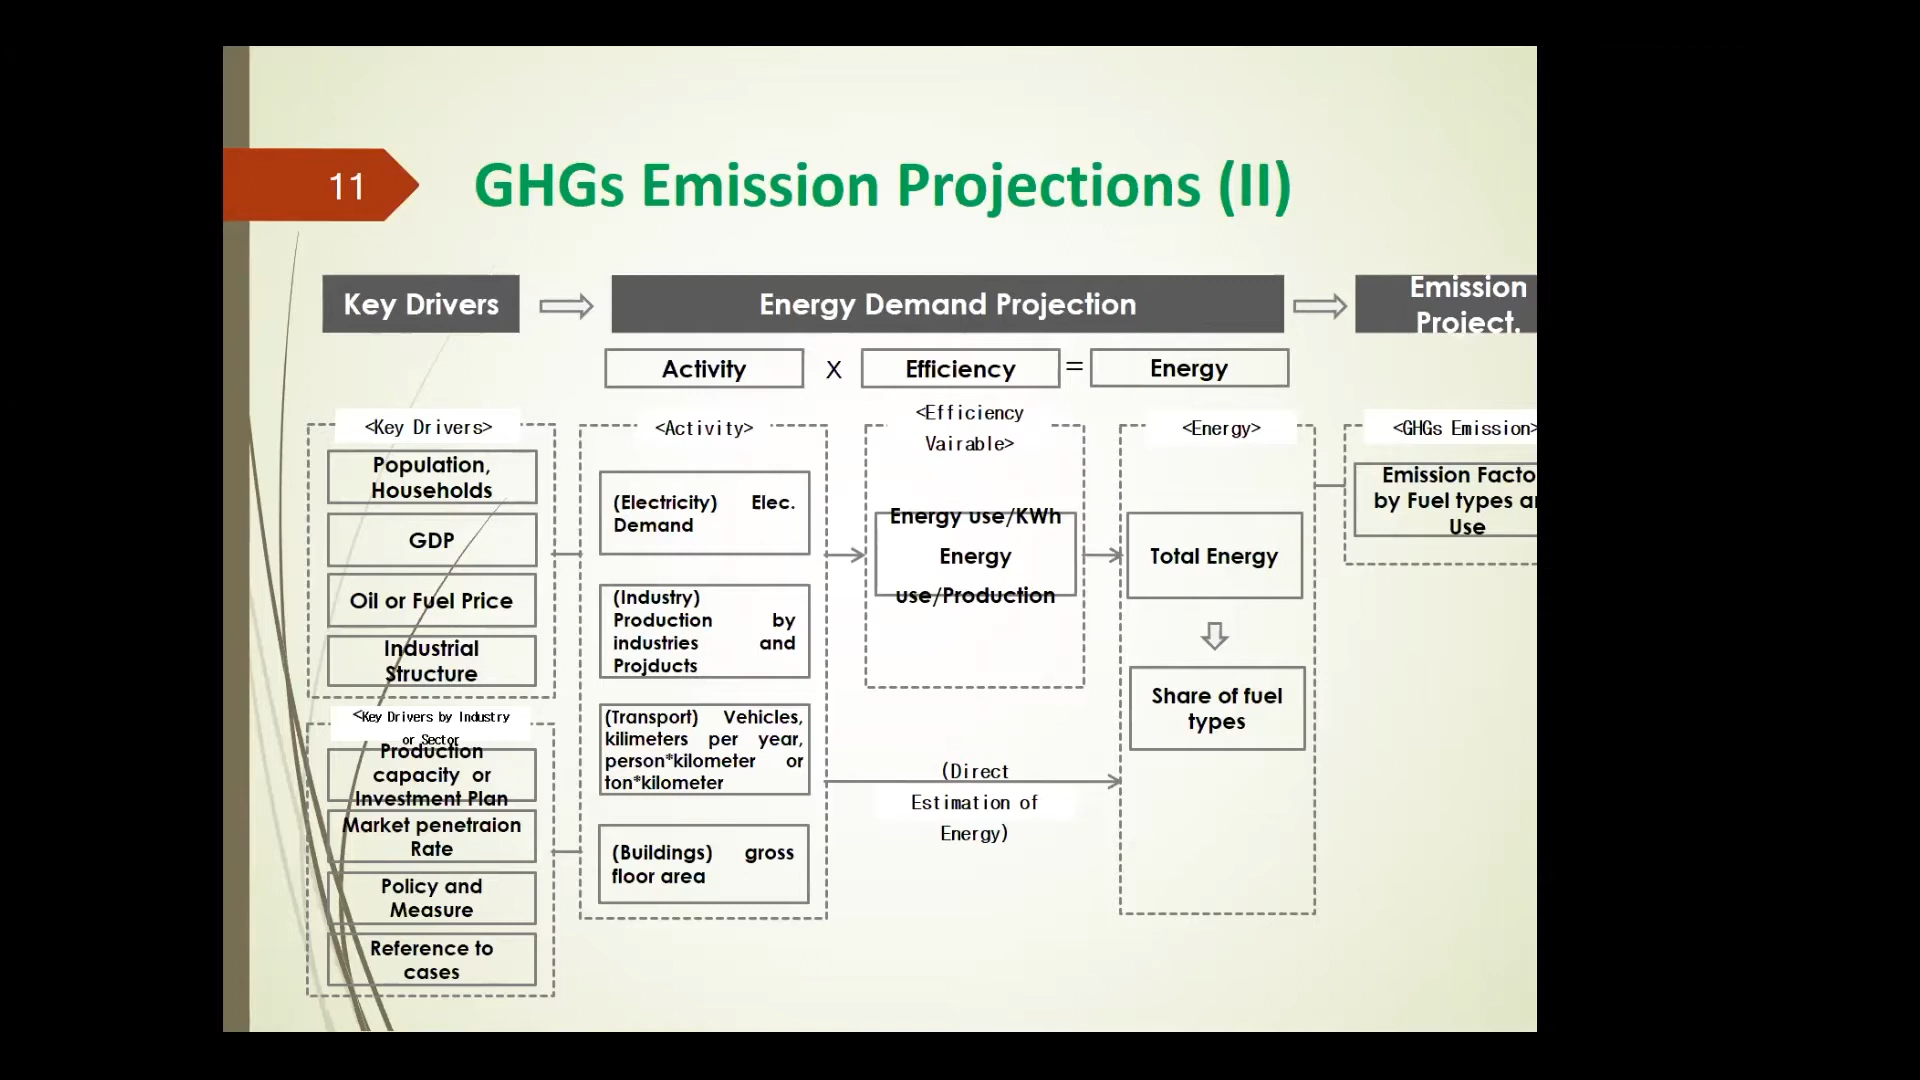 11
GHGs Emission Projections (II)
Key Drivers
Energy Demand Projection
Emission
Project.
Activity
X
Efficiency
=
Energy
<Key Drivers>
Population,
Households
GDP
Oil or Fuel Price
Industrial
Structure
<Key Drivers by Industry
or Sector
Production
capacity or
Investment Plan
Market penetraion
Rate
Policy and
Measure
Reference to
cases
<Activity>
(Electricity) Elec.
Demand
(Industry)
Production by
industries and
Projducts
(Transport) Vehicles,
kilimeters per year,
person*kilometer or
ton*kilometer
(Buildings) gross
floor area
<Efficiency
Vairable>
Energy use/KWh
Energy
use/Production
(Direct
Estimation of
Energy)
<Energy>
Total Energy
Share of fuel
types
<GHGs Emission>
Emission
by Fuel types
Use